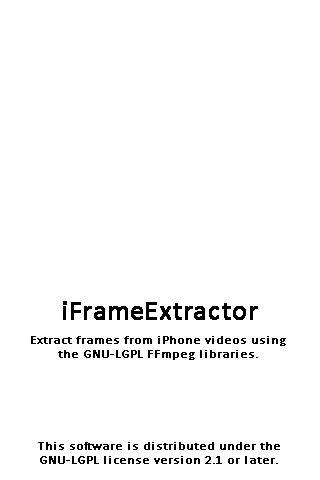 iFrameExtractor
Extract frames from iPhone videos using
the GNU-LGPL FFmpeg libraries.
This software is distributed under the
GNU-LGPL license version 2.1 or later.